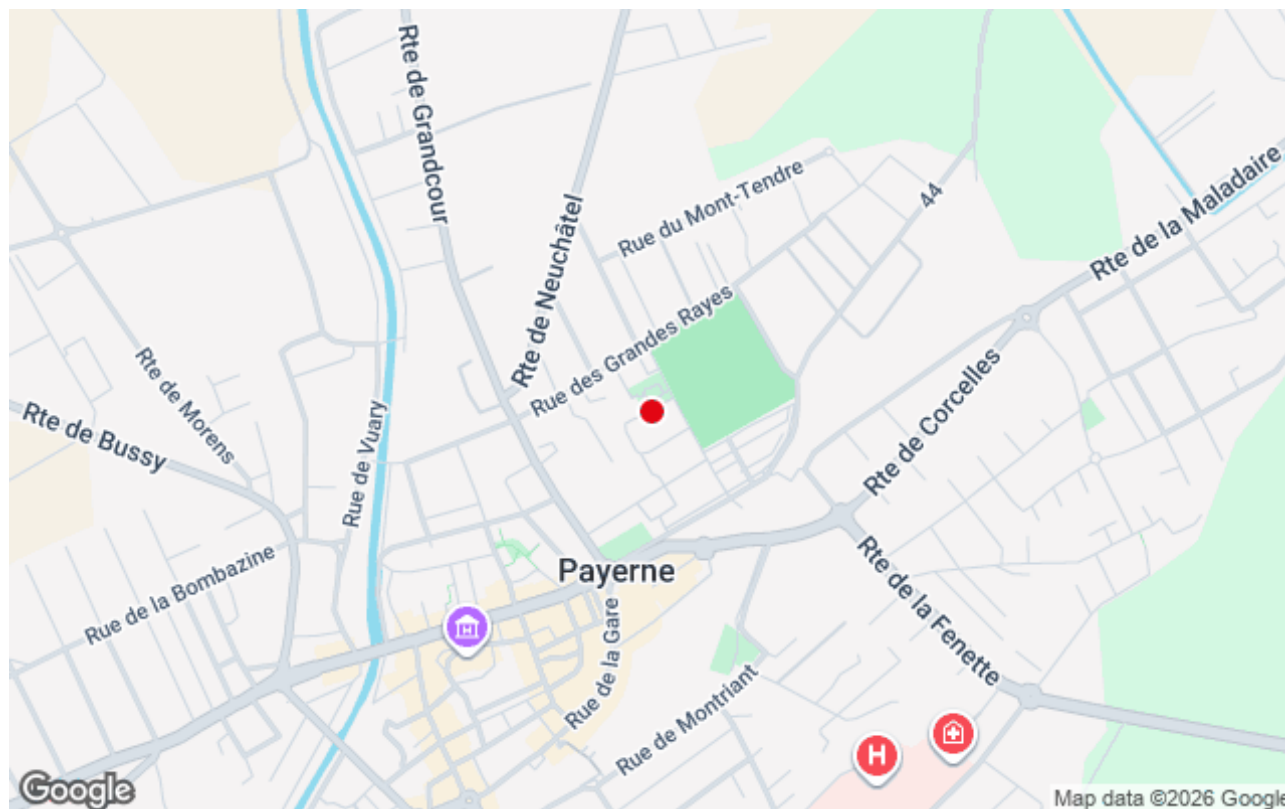 Rte de Grandcour
Rte de Neuchâtel
Rue du Mont-Tendre
44
Rte de la Maladaire
Rue des Grandes Rayes
Rte de Morens
Rte de Bussy
Rue de Vuary
Rte de Corcelles
Rue de la Bombazine
Payerne
Rte de la Fenette
Rue de la Gare
Rue de Montriant
H
H
Google
Map data ©2026 Google